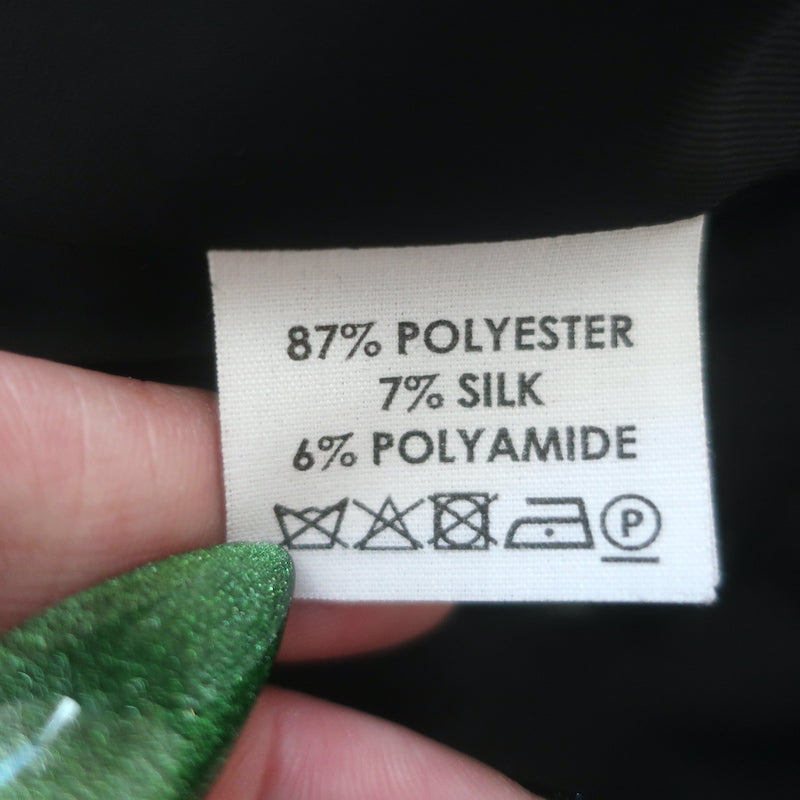 87% POLYESTER
7% SILK
6% POLYAMIDE
P